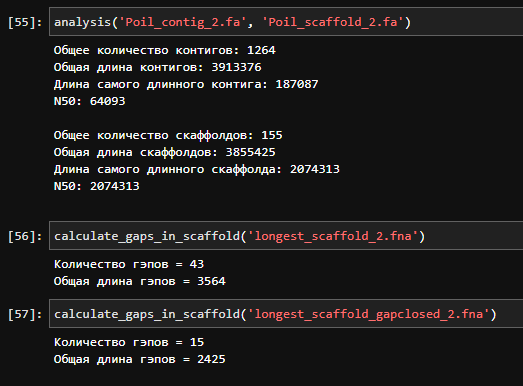 [55]: analysis('Poil_contig_2.fa', 'Poil_scaffold_2.fa')
Общее количество контигов: 1264
Общая длина контигов: 3913376
Длина самого длинного контига: 187087
N50: 64093
Общее количество скаффолдов: 155
Общая длина скаффолдов: 3855425
Длина самого длинного скаффолда: 2074313
N50: 2074313
[56]: calculate_gaps_in_scaffold('longest_scaffold_2.fna')
Количество гэпов = 43
Общая длина гэпов = 3564
[57]: calculate_gaps_in_scaffold('longest_scaffold_gapclosed_2.fna')
Количество гэпов = 15
Общая длина гэпов = 2425